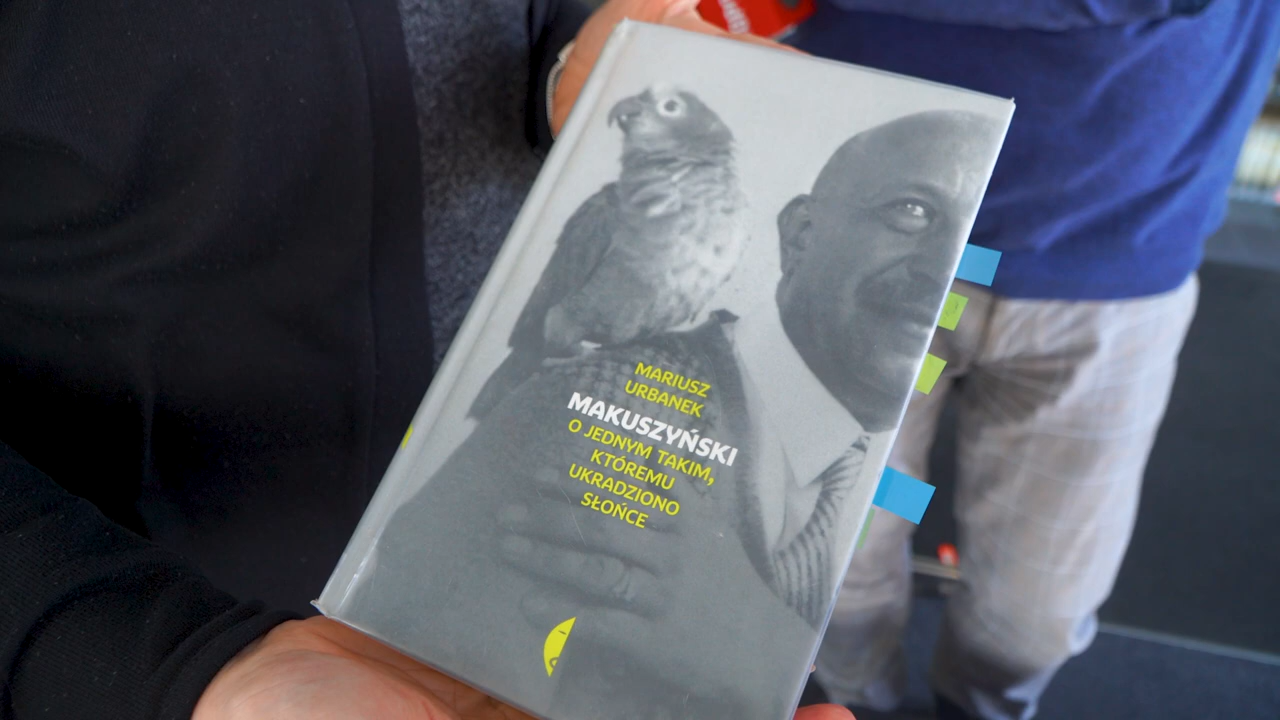 MARIUSZ
URBANEK
MAKUSZYŃSKI
O JEDNYM TAKIM,
KTÓREMU
UKRADZIONO
SŁOŃCE